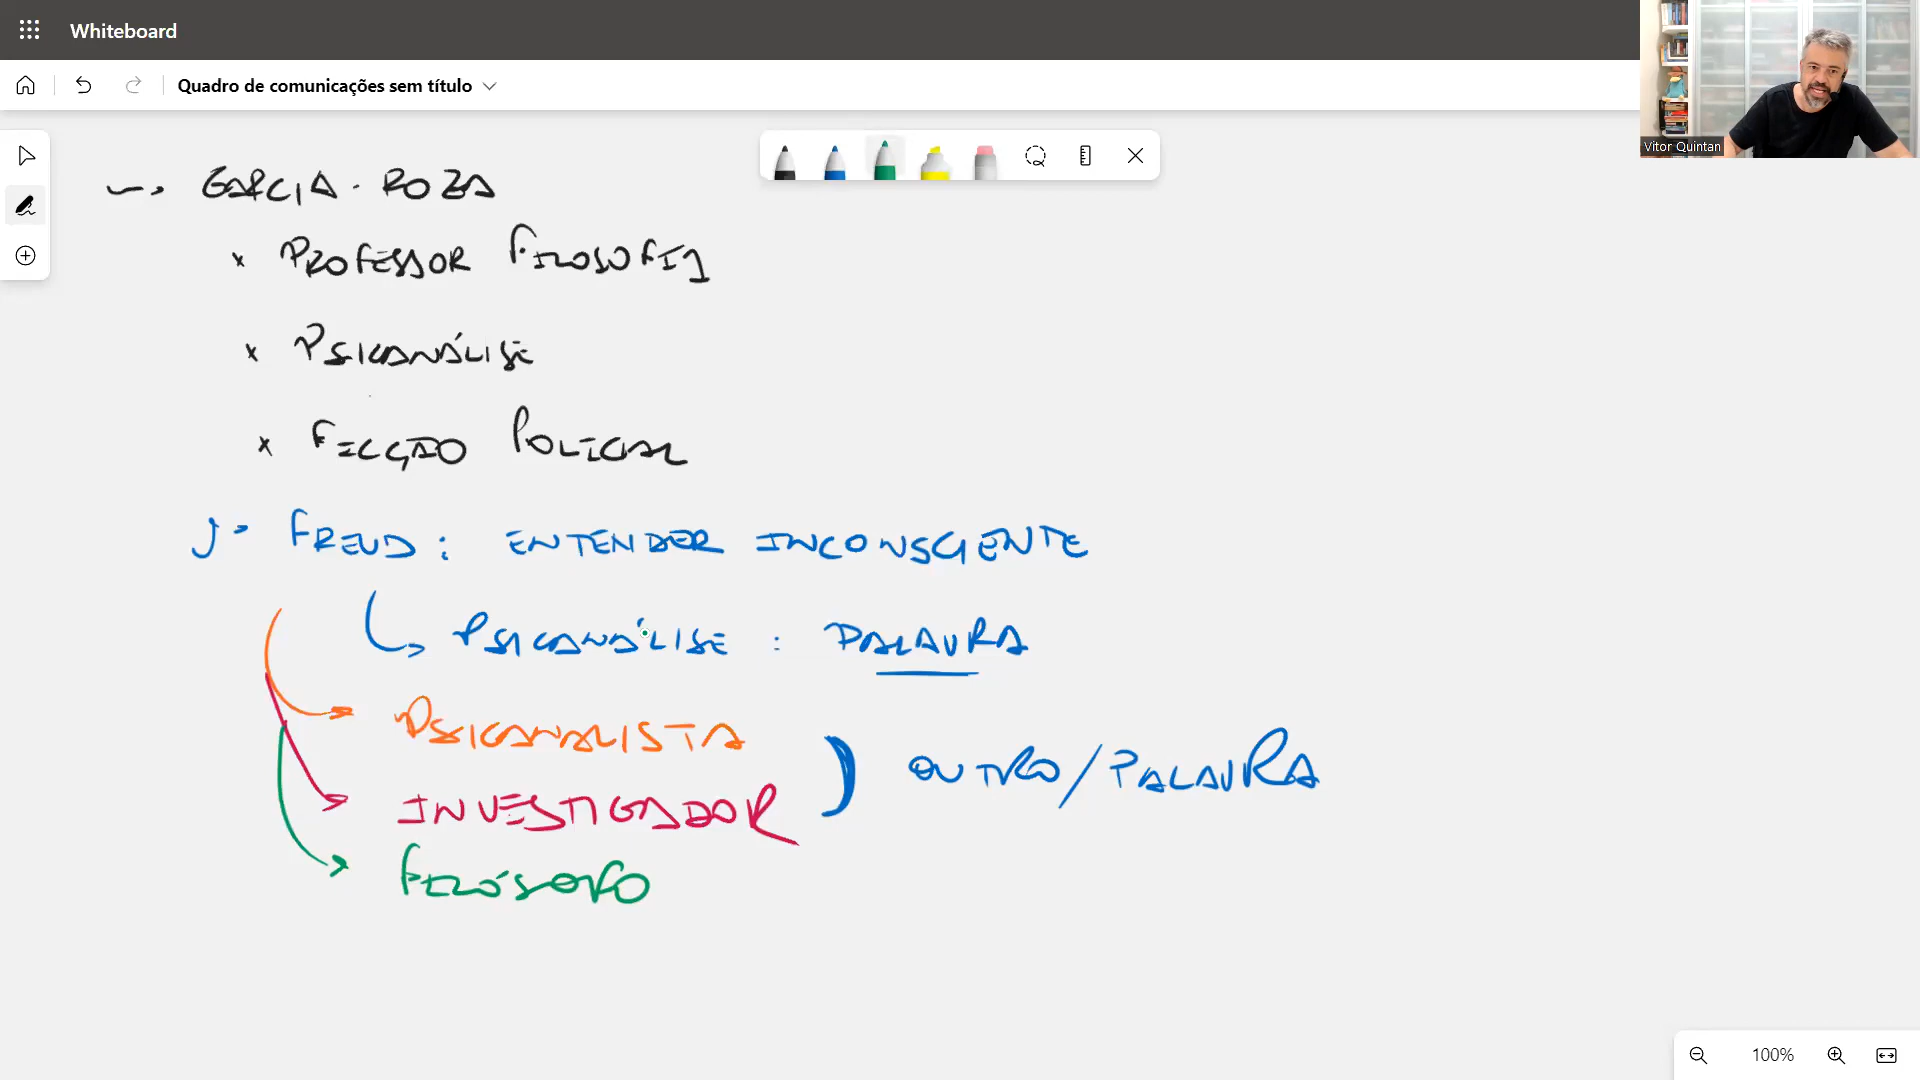 Whiteboard
Quadro de comunicações sem título
Vitor Quintan
GARCIA-ROZA
x PROFESSOR FILOSOFIA
x PSICANÁLISE
x FICÇÃO POLICIAL
FREUD: ENTENDER INCONSCIENTE
PSICANÁLISE : PALAVRA
PSICANALISTA
INVESTIGADOR
OUTRO/PALAVRA
FILÓSOFO
100%